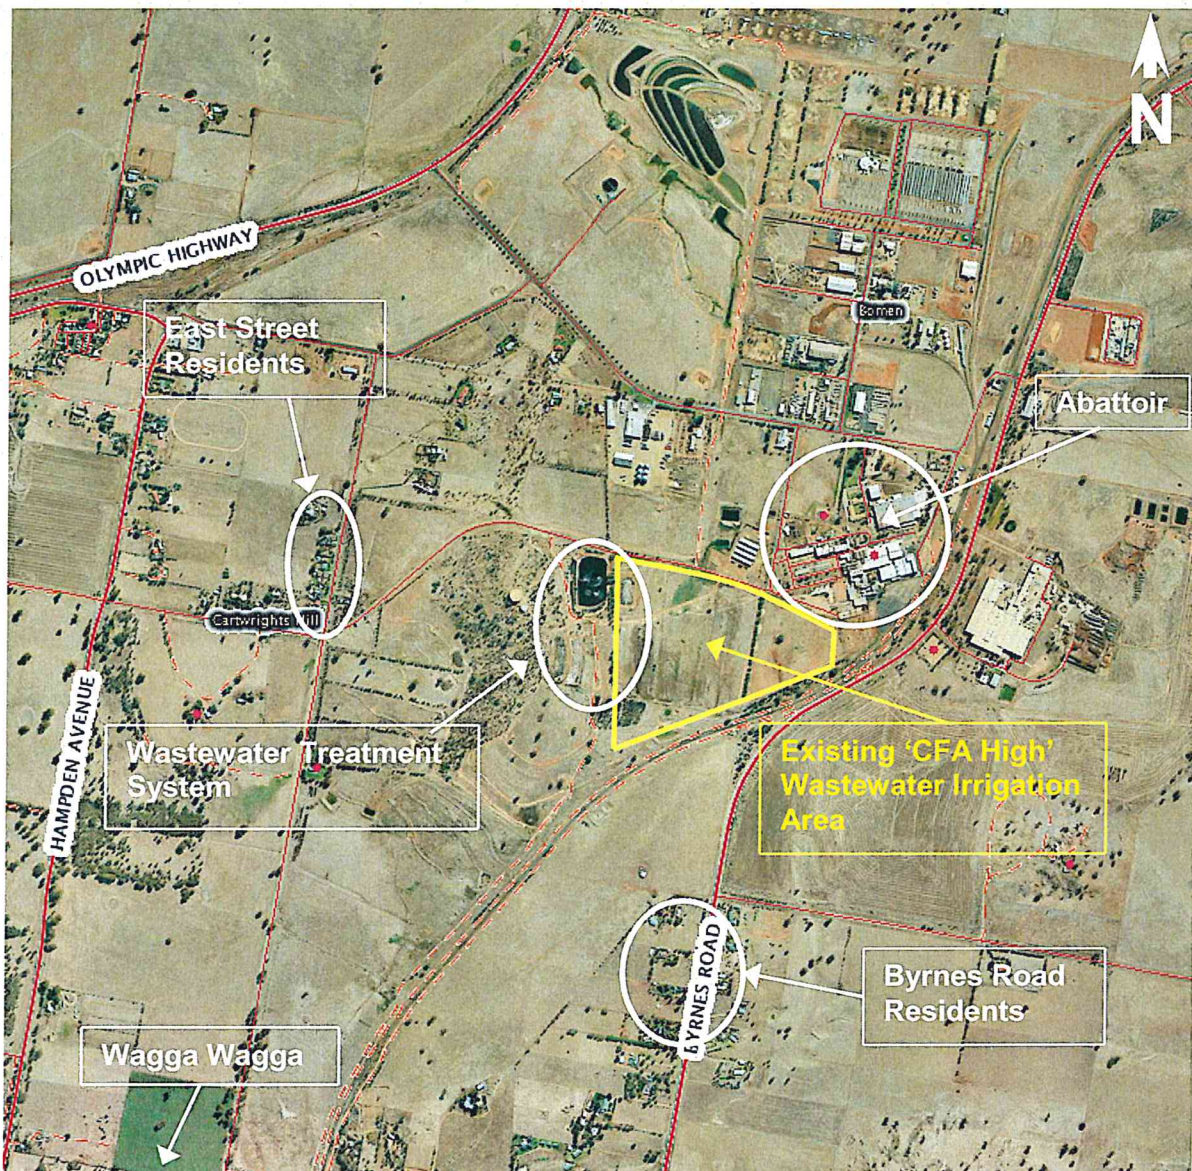 N
OLYMPIC HIGHWAY
East Street
Residents
Bomen
Abattoir
Cartwrights Hill
HAMPDEN AVENUE
Wastewater Treatment
System
Existing ‘CFA High’
Wastewater Irrigation
Area
BYRNES ROAD
Byrnes Road
Residents
Wagga Wagga